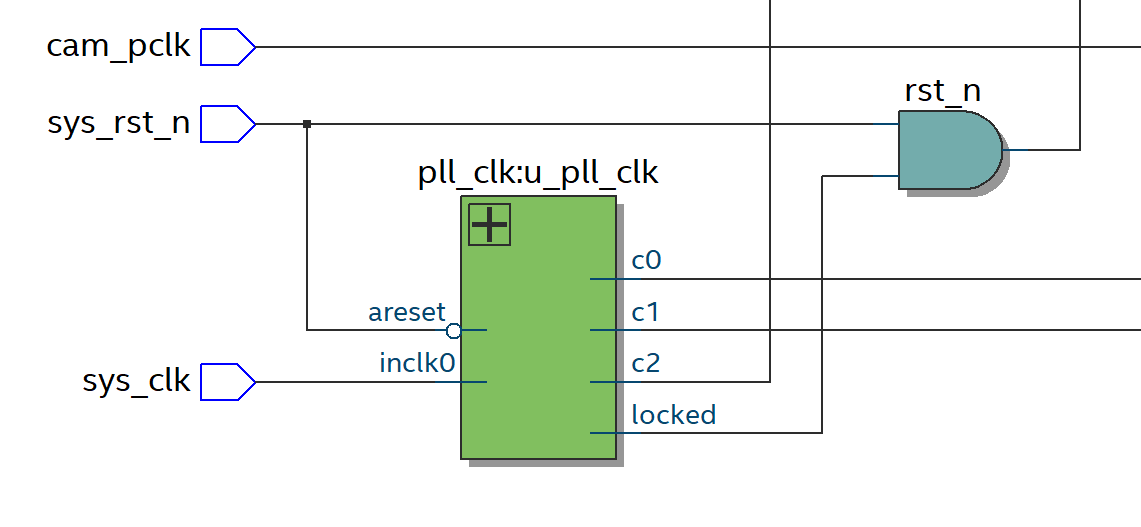 cam_pclk
rst_n
sys_rst_n
pll_clk:u_pll_clk
c0
areset
c1
inclk0
c2
sys_clk
locked